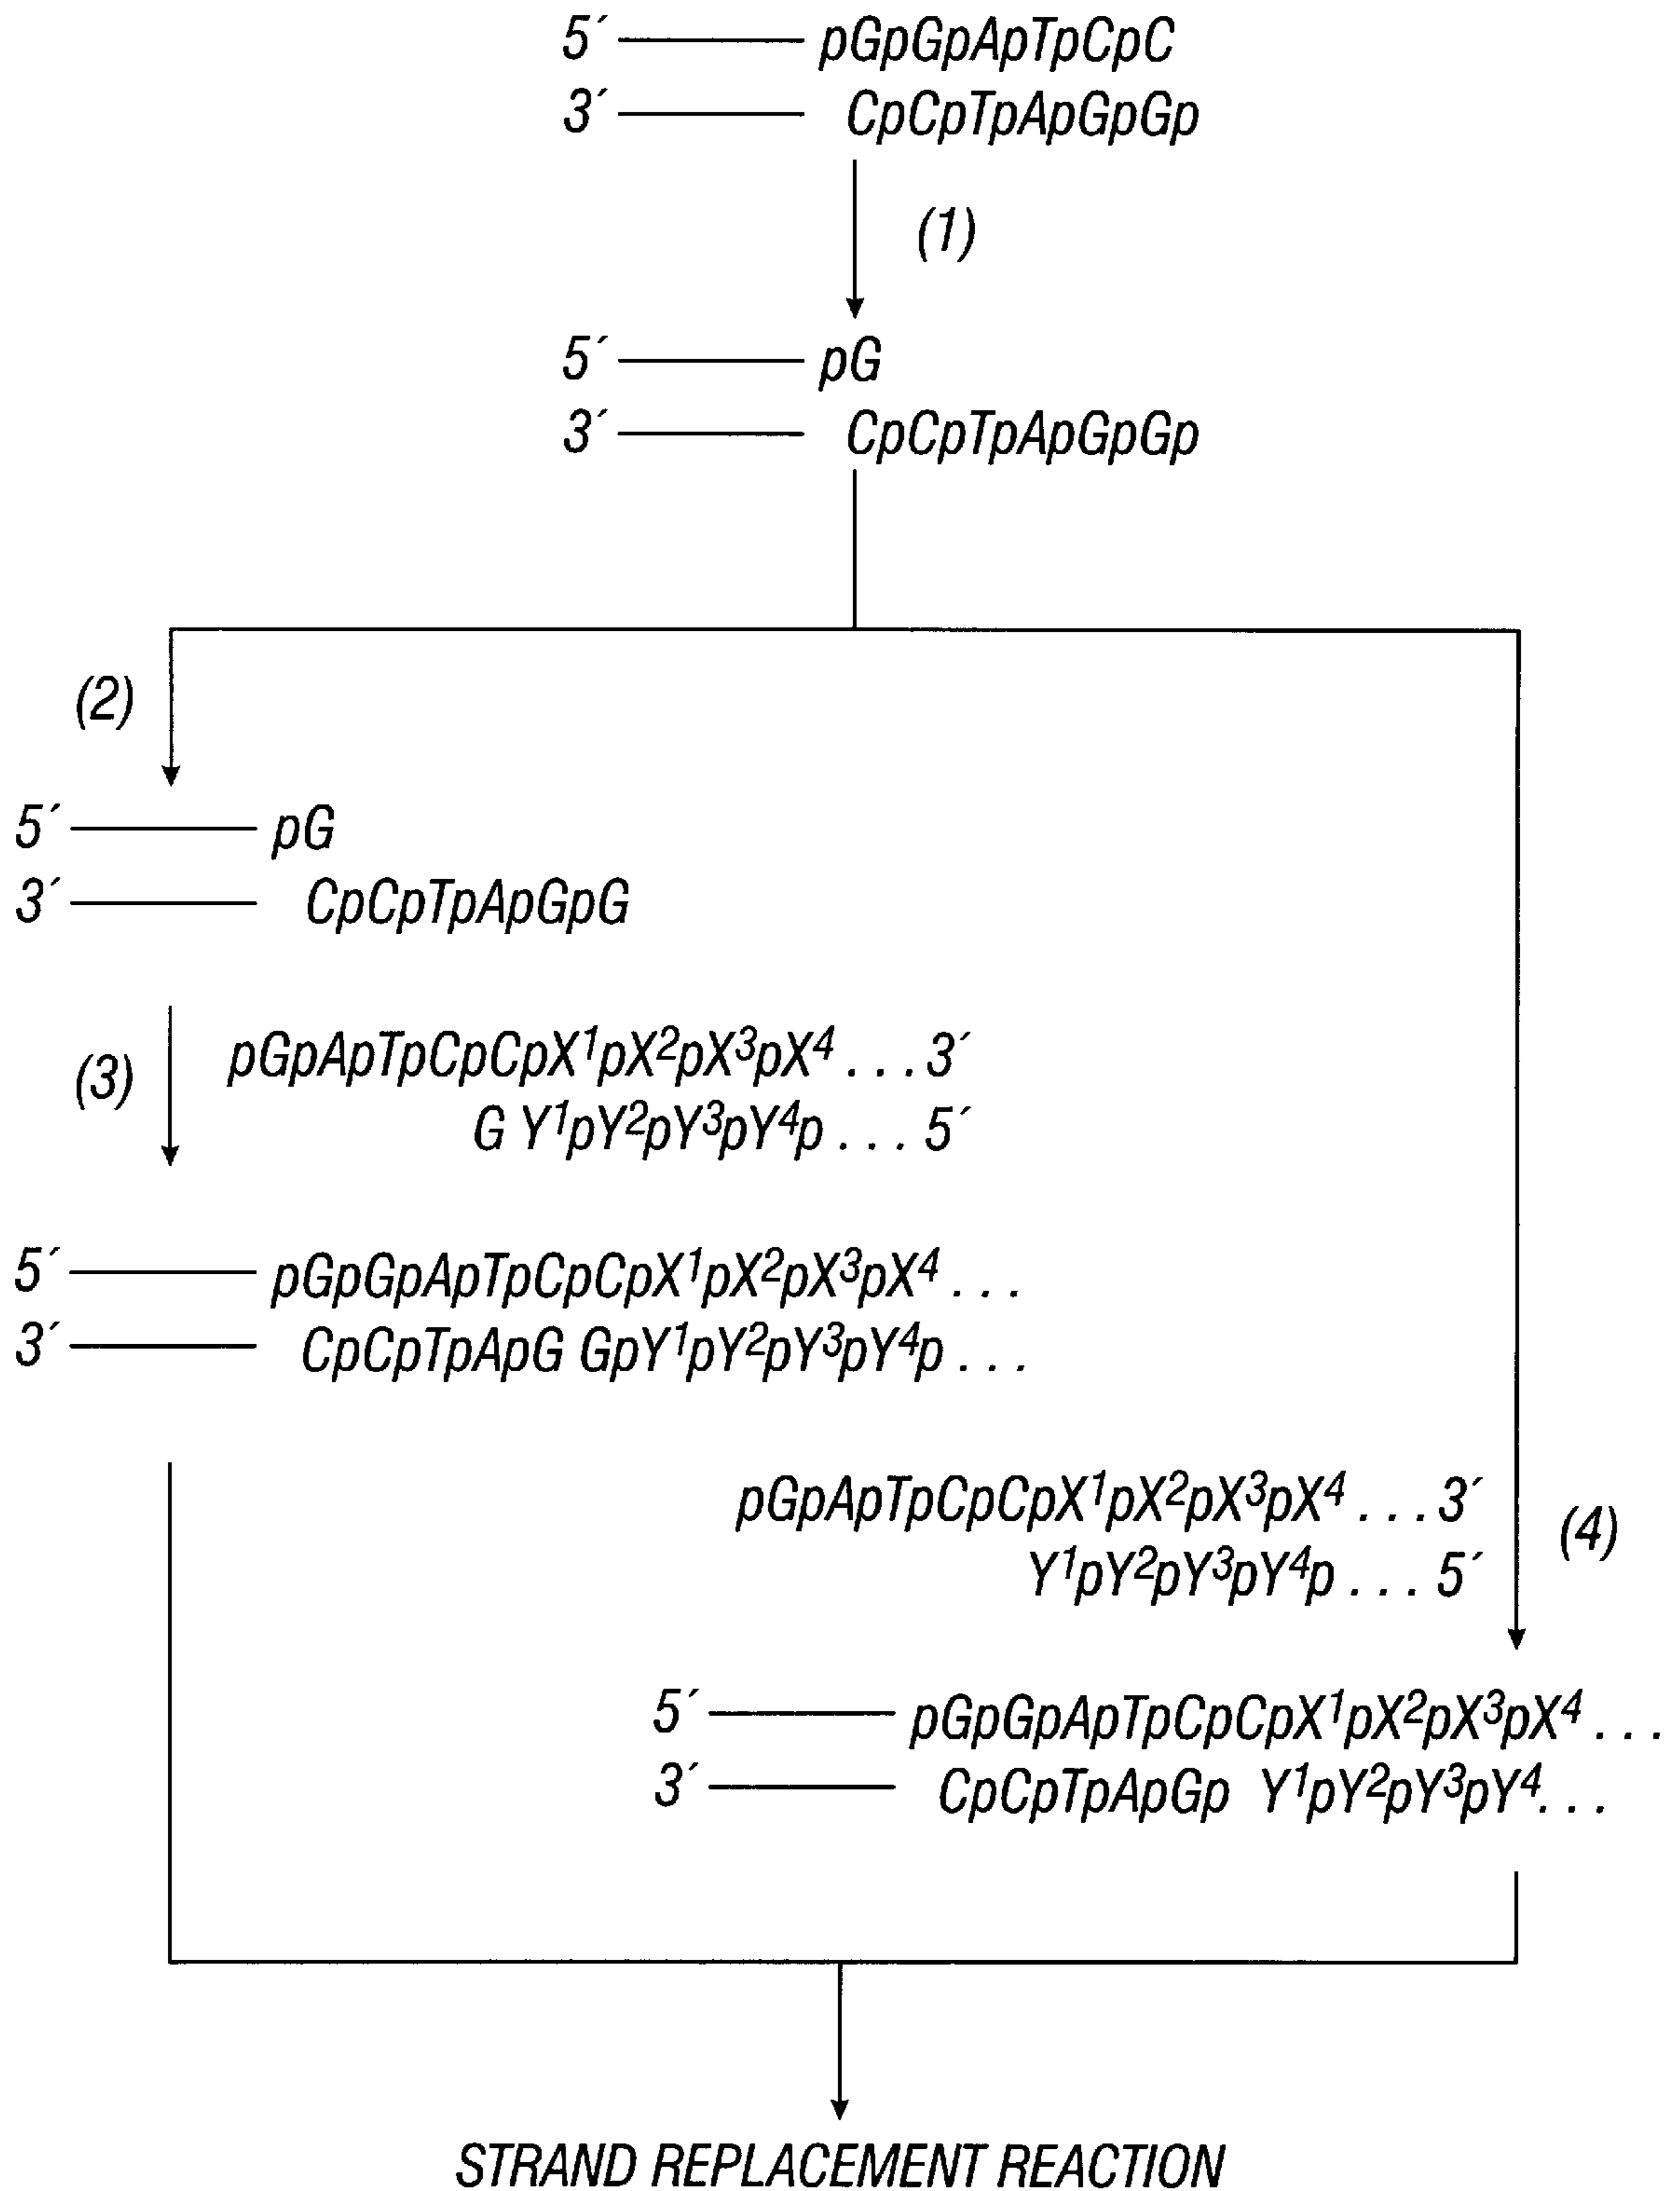 5´ pGpGpApTpCpC
3´ CpCpTpApGpGp
(1)
5´ pG
3´ CpCpTpApGpGp
(2)
5´ pG
3´ CpCpTpApGpG
(3)
pGpApTpCpCpX¹pX²pX³pX⁴ . . . 3´
G Y¹pY²pY³pY⁴p . . . 5´
5´ pGpGpApTpCpCpX¹pX²pX³pX⁴ . . .
3´ CpCpTpApG GpY¹pY²pY³pY⁴p . . .
pGpApTpCpCpX¹pX²pX³pX⁴ . . . 3´
Y¹pY²pY³pY⁴p . . . 5´
(4)
5´ pGpGpApTpCpCpX¹pX²pX³pX⁴ . . .
3´ CpCpTpApGp Y¹pY²pY³pY⁴. . .
STRAND REPLACEMENT REACTION